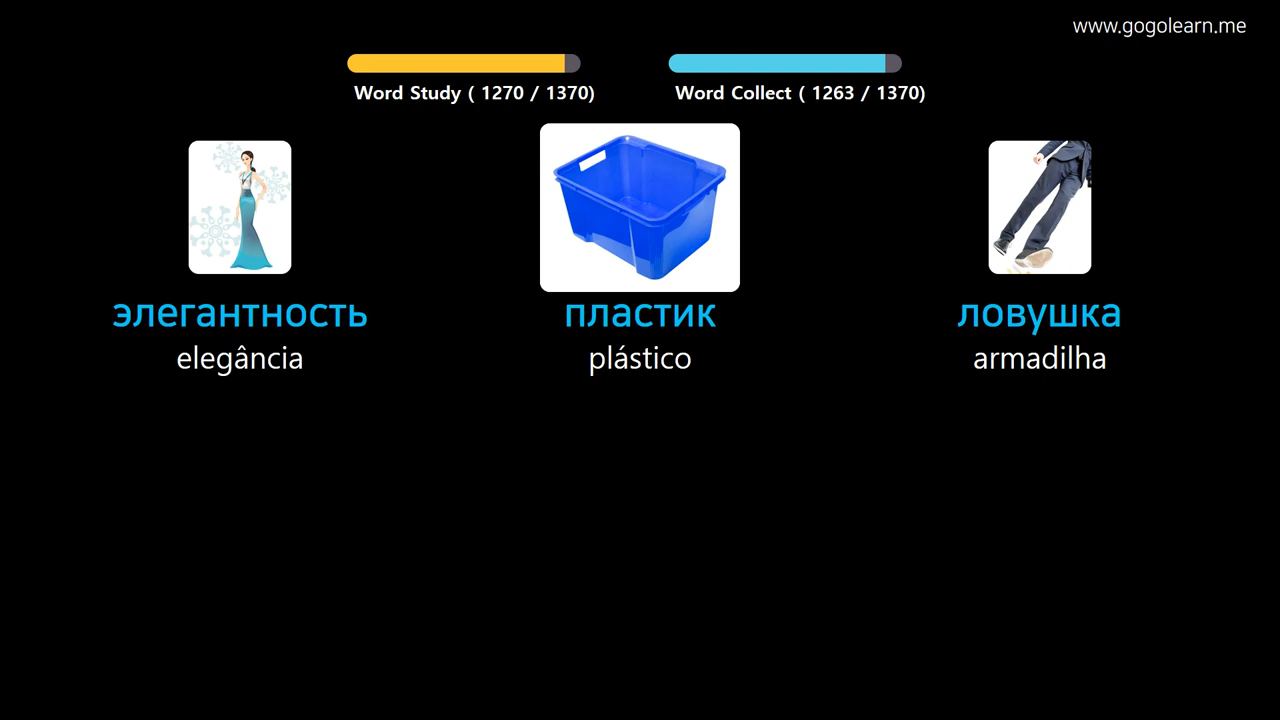 www.gogolearn.me
Word Study ( 1270 / 1370)
Word Collect ( 1263 / 1370)
элегантность
elegância
пластик
plástico
ловушка
armadilha